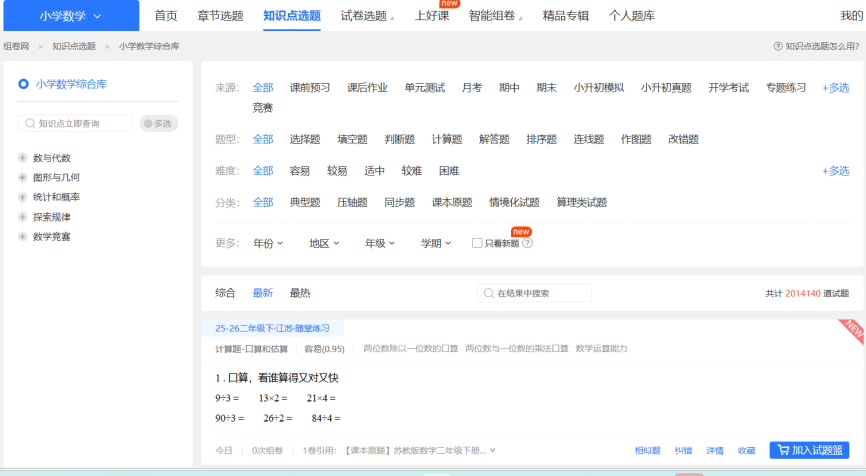 小学数学 首页 章节选题 知识点选题 试卷选题 上好课 new 智能组卷 精品专辑 个人题库 我的
组卷网 > 知识点选题 > 小学数学综合库 知识点选题怎么用?
小学数学综合库
知识点立即查询 多选
数与代数
图形与几何
统计和概率
探索规律
数学竞赛
来源: 全部 课前预习 课后作业 单元测试 月考 期中 期末 小升初模拟 小升初真题 开学考试 专题练习 +多选
竞赛
题型: 全部 选择题 填空题 判断题 计算题 解答题 排序题 连线题 作图题 改错题
难度: 全部 容易 较易 适中 较难 困难 +多选
分类: 全部 典型题 压轴题 同步题 课本原题 情境化试题 算理类试题
更多: 年份 地区 年级 学期 只看新题 new
综合 最新 最热 在结果中搜索 共计 2014140 道试题
25-26二年级下·江苏·随堂练习 NEW
计算题-口算和估算 容易(0.95) 两位数除以一位数的口算 两位数与一位数的乘法口算 数学运算能力
1 . 口算，看谁算得又对又快
9÷3 = 13×2 = 21×4 =
90÷3 = 26÷2 = 84÷4 =
今日 0次组卷 1卷引用: 【课本原题】苏教版数学二年级下册... 相似题 纠错 详情 收藏 加入试题篮